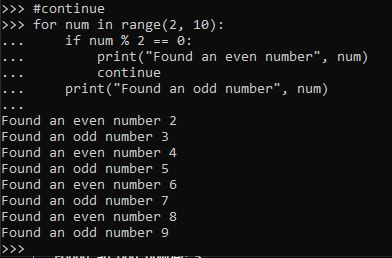 >>> #continue
>>> for num in range(2, 10):
...     if num % 2 == 0:
...         print("Found an even number", num)
...         continue
...     print("Found an odd number", num)
...
Found an even number 2
Found an odd number 3
Found an even number 4
Found an odd number 5
Found an even number 6
Found an odd number 7
Found an even number 8
Found an odd number 9
>>>